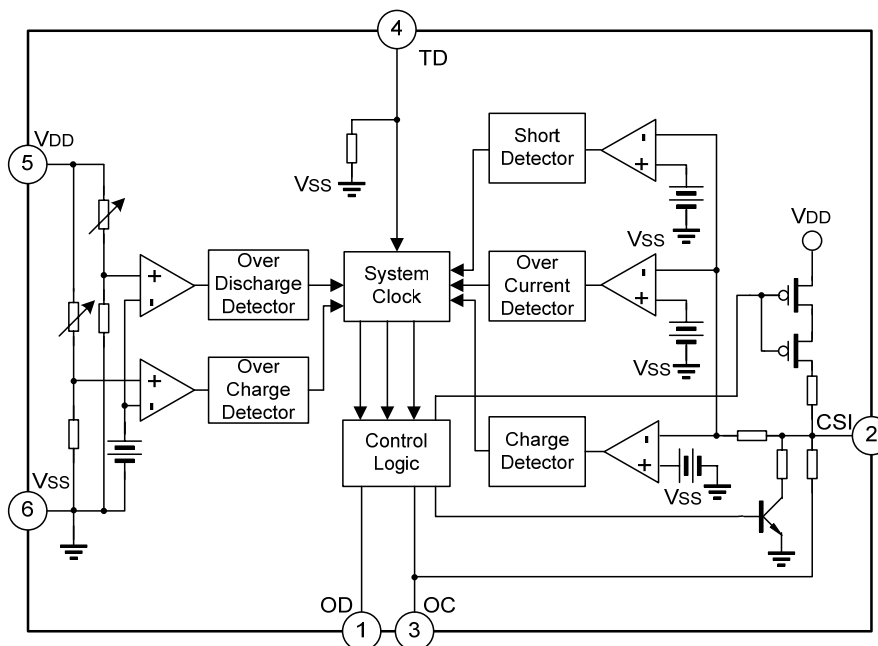 4
TD
VDD
5
VSS
Short
Detector
-
+
VSS
VDD
Over
Discharge
Detector
+
-
System
Clock
Over
Current
Detector
-
+
VSS
Over
Charge
Detector
+
-
Control
Logic
Charge
Detector
-
+
VSS
CSI
2
VSS
6
OD
OC
1
3